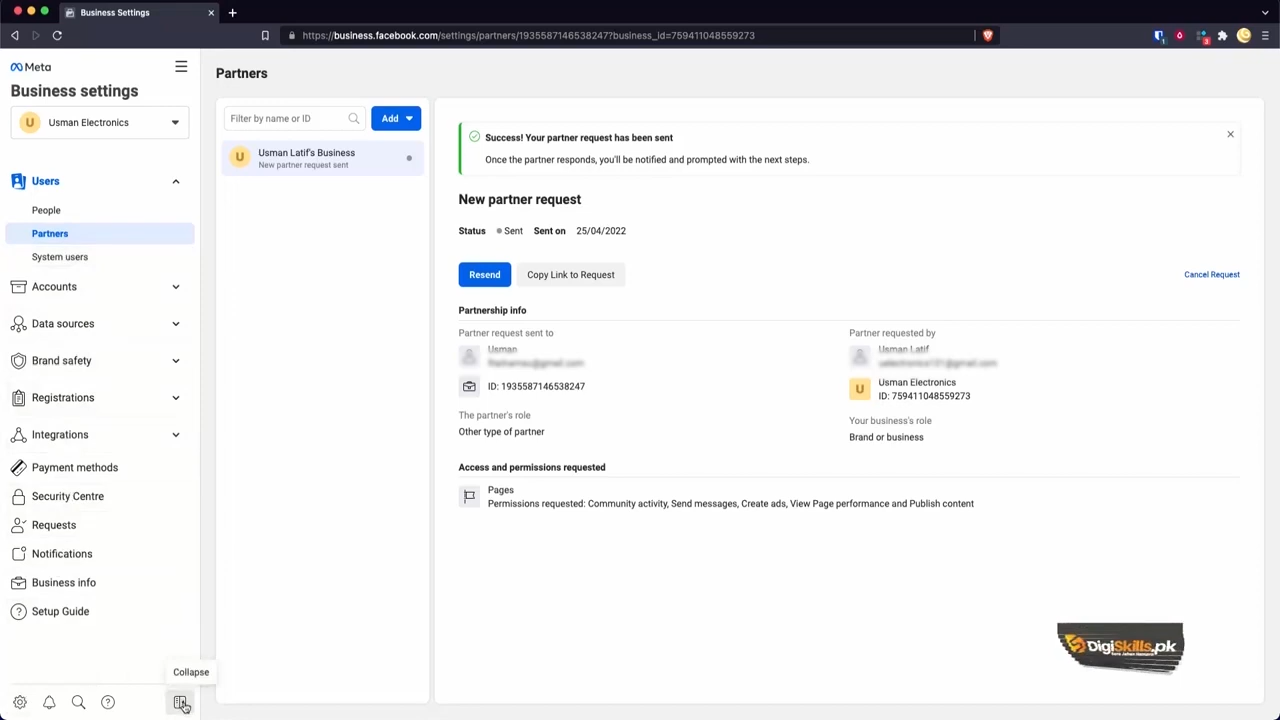 Business Settings
https://business.facebook.com/settings/partners/1935587146538247?business_id=759411048559273
Meta
Business settings
U Usman Electronics
Users
People
Partners
System users
Accounts
Data sources
Brand safety
Registrations
Integrations
Payment methods
Security Centre
Requests
Notifications
Business info
Setup Guide
Collapse
Partners
Filter by name or ID
Add
U Usman Latif's Business
New partner request sent
Success! Your partner request has been sent
Once the partner responds, you'll be notified and prompted with the next steps.
New partner request
Status Sent Sent on 25/04/2022
Resend
Copy Link to Request
Cancel Request
Partnership info
Partner request sent to
Usman
ID: 1935587146538247
The partner's role
Other type of partner
Partner requested by
Usman Latif
U Usman Electronics
ID: 759411048559273
Your business's role
Brand or business
Access and permissions requested
Pages
Permissions requested: Community activity, Send messages, Create ads, View Page performance and Publish content
DigiSkills.pk